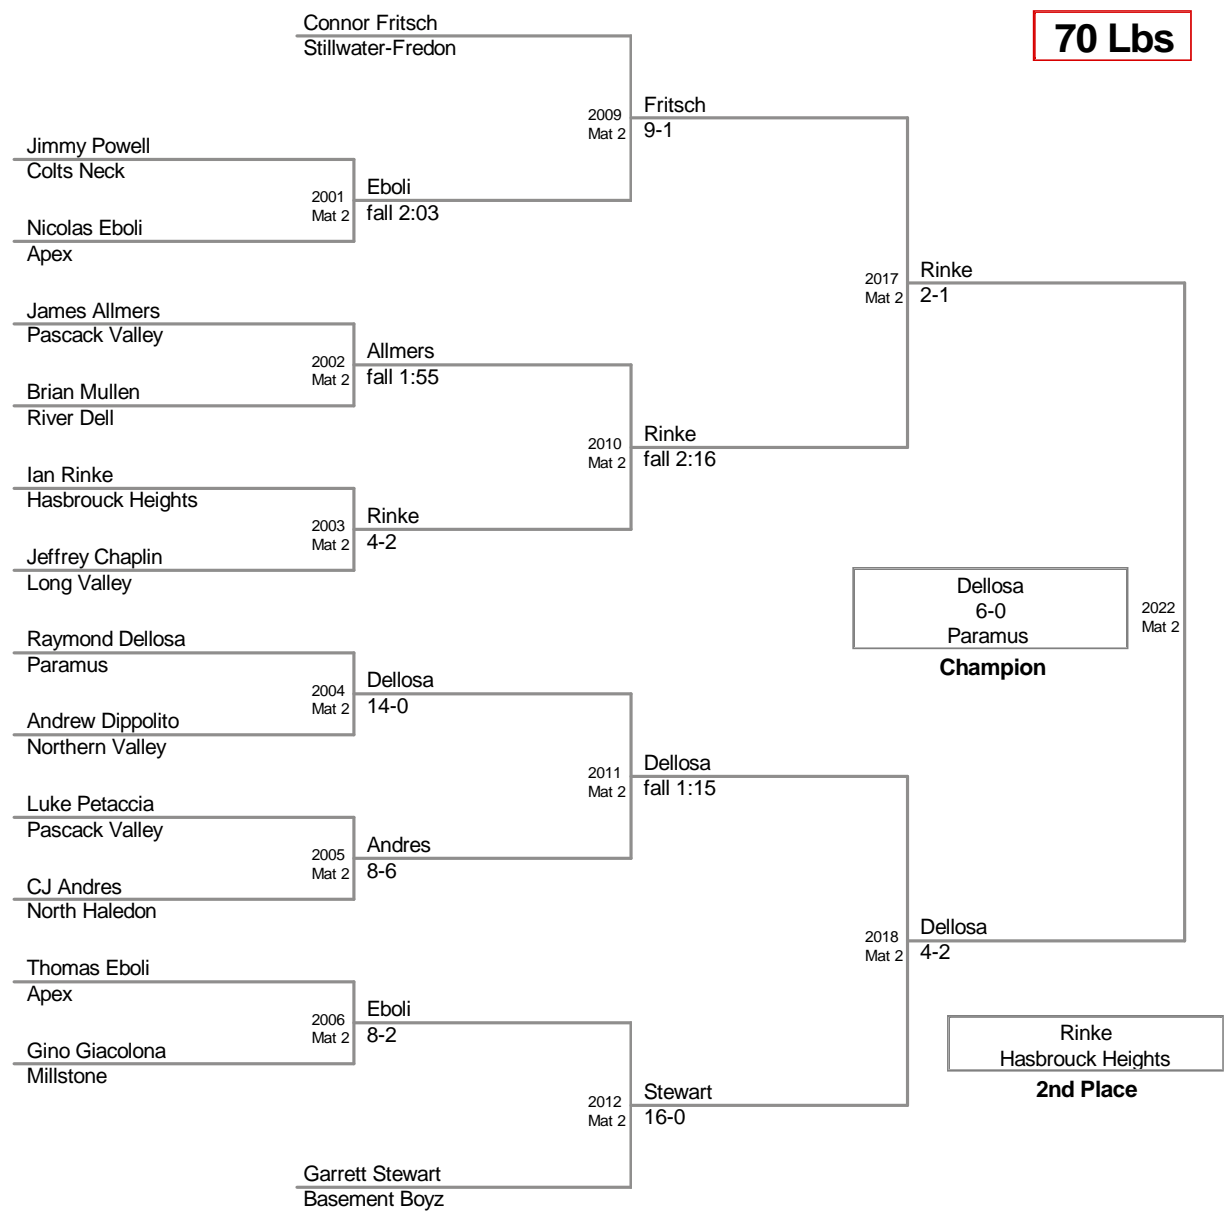 Connor Fritsch
Stillwater-Fredon
70 Lbs
2009
Mat 2
Fritsch
9-1
Jimmy Powell
Colts Neck
2001
Mat 2
Eboli
fall 2:03
Nicolas Eboli
Apex
2017
Mat 2
Rinke
2-1
James Allmers
Pascack Valley
2002
Mat 2
Allmers
fall 1:55
Brian Mullen
River Dell
2010
Mat 2
Rinke
fall 2:16
Ian Rinke
Hasbrouck Heights
2003
Mat 2
Rinke
4-2
Jeffrey Chaplin
Long Valley
Dellosa
6-0
Paramus
Champion
2022
Mat 2
Raymond Dellosa
Paramus
2004
Mat 2
Dellosa
14-0
Andrew Dippolito
Northern Valley
2011
Mat 2
Dellosa
fall 1:15
Luke Petaccia
Pascack Valley
2005
Mat 2
Andres
8-6
CJ Andres
North Haledon
2018
Mat 2
Dellosa
4-2
Thomas Eboli
Apex
2006
Mat 2
Eboli
8-2
Gino Giacolona
Millstone
Rinke
Hasbrouck Heights
2nd Place
2012
Mat 2
Stewart
16-0
Garrett Stewart
Basement Boyz